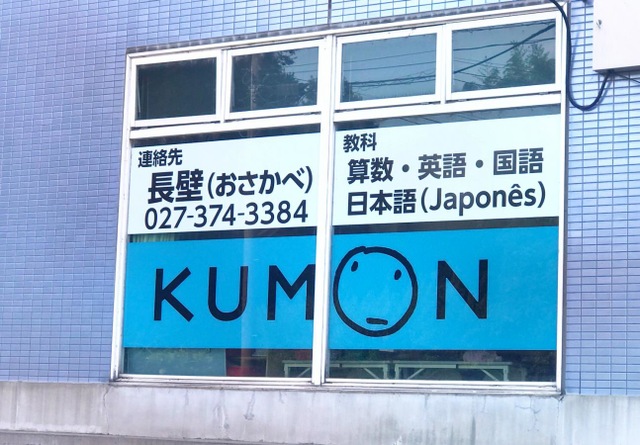 連絡先
長壁(おさかべ)
027-374-3384
教科
算数・英語・国語
日本語(Japonês)
KUMON